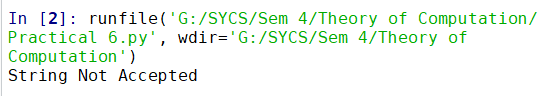 In [2]: runfile('G:/SYCS/Sem 4/Theory of Computation/
Practical 6.py', wdir='G:/SYCS/Sem 4/Theory of
Computation')
String Not Accepted